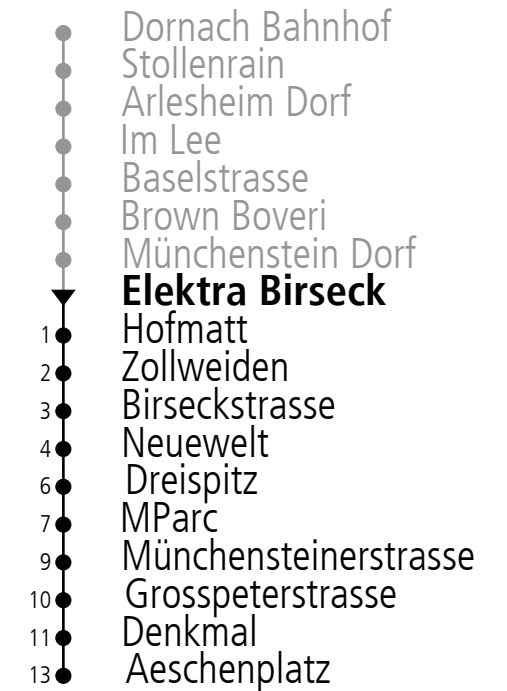 Dornach Bahnhof
Stollenrain
Arlesheim Dorf
Im Lee
Baselstrasse
Brown Boveri
Münchenstein Dorf
Elektra Birseck
1 Hofmatt
2 Zollweiden
3 Birseckstrasse
4 Neuewelt
6 Dreispitz
7 MParc
9 Münchensteinerstrasse
10 Grosspeterstrasse
11 Denkmal
13 Aeschenplatz